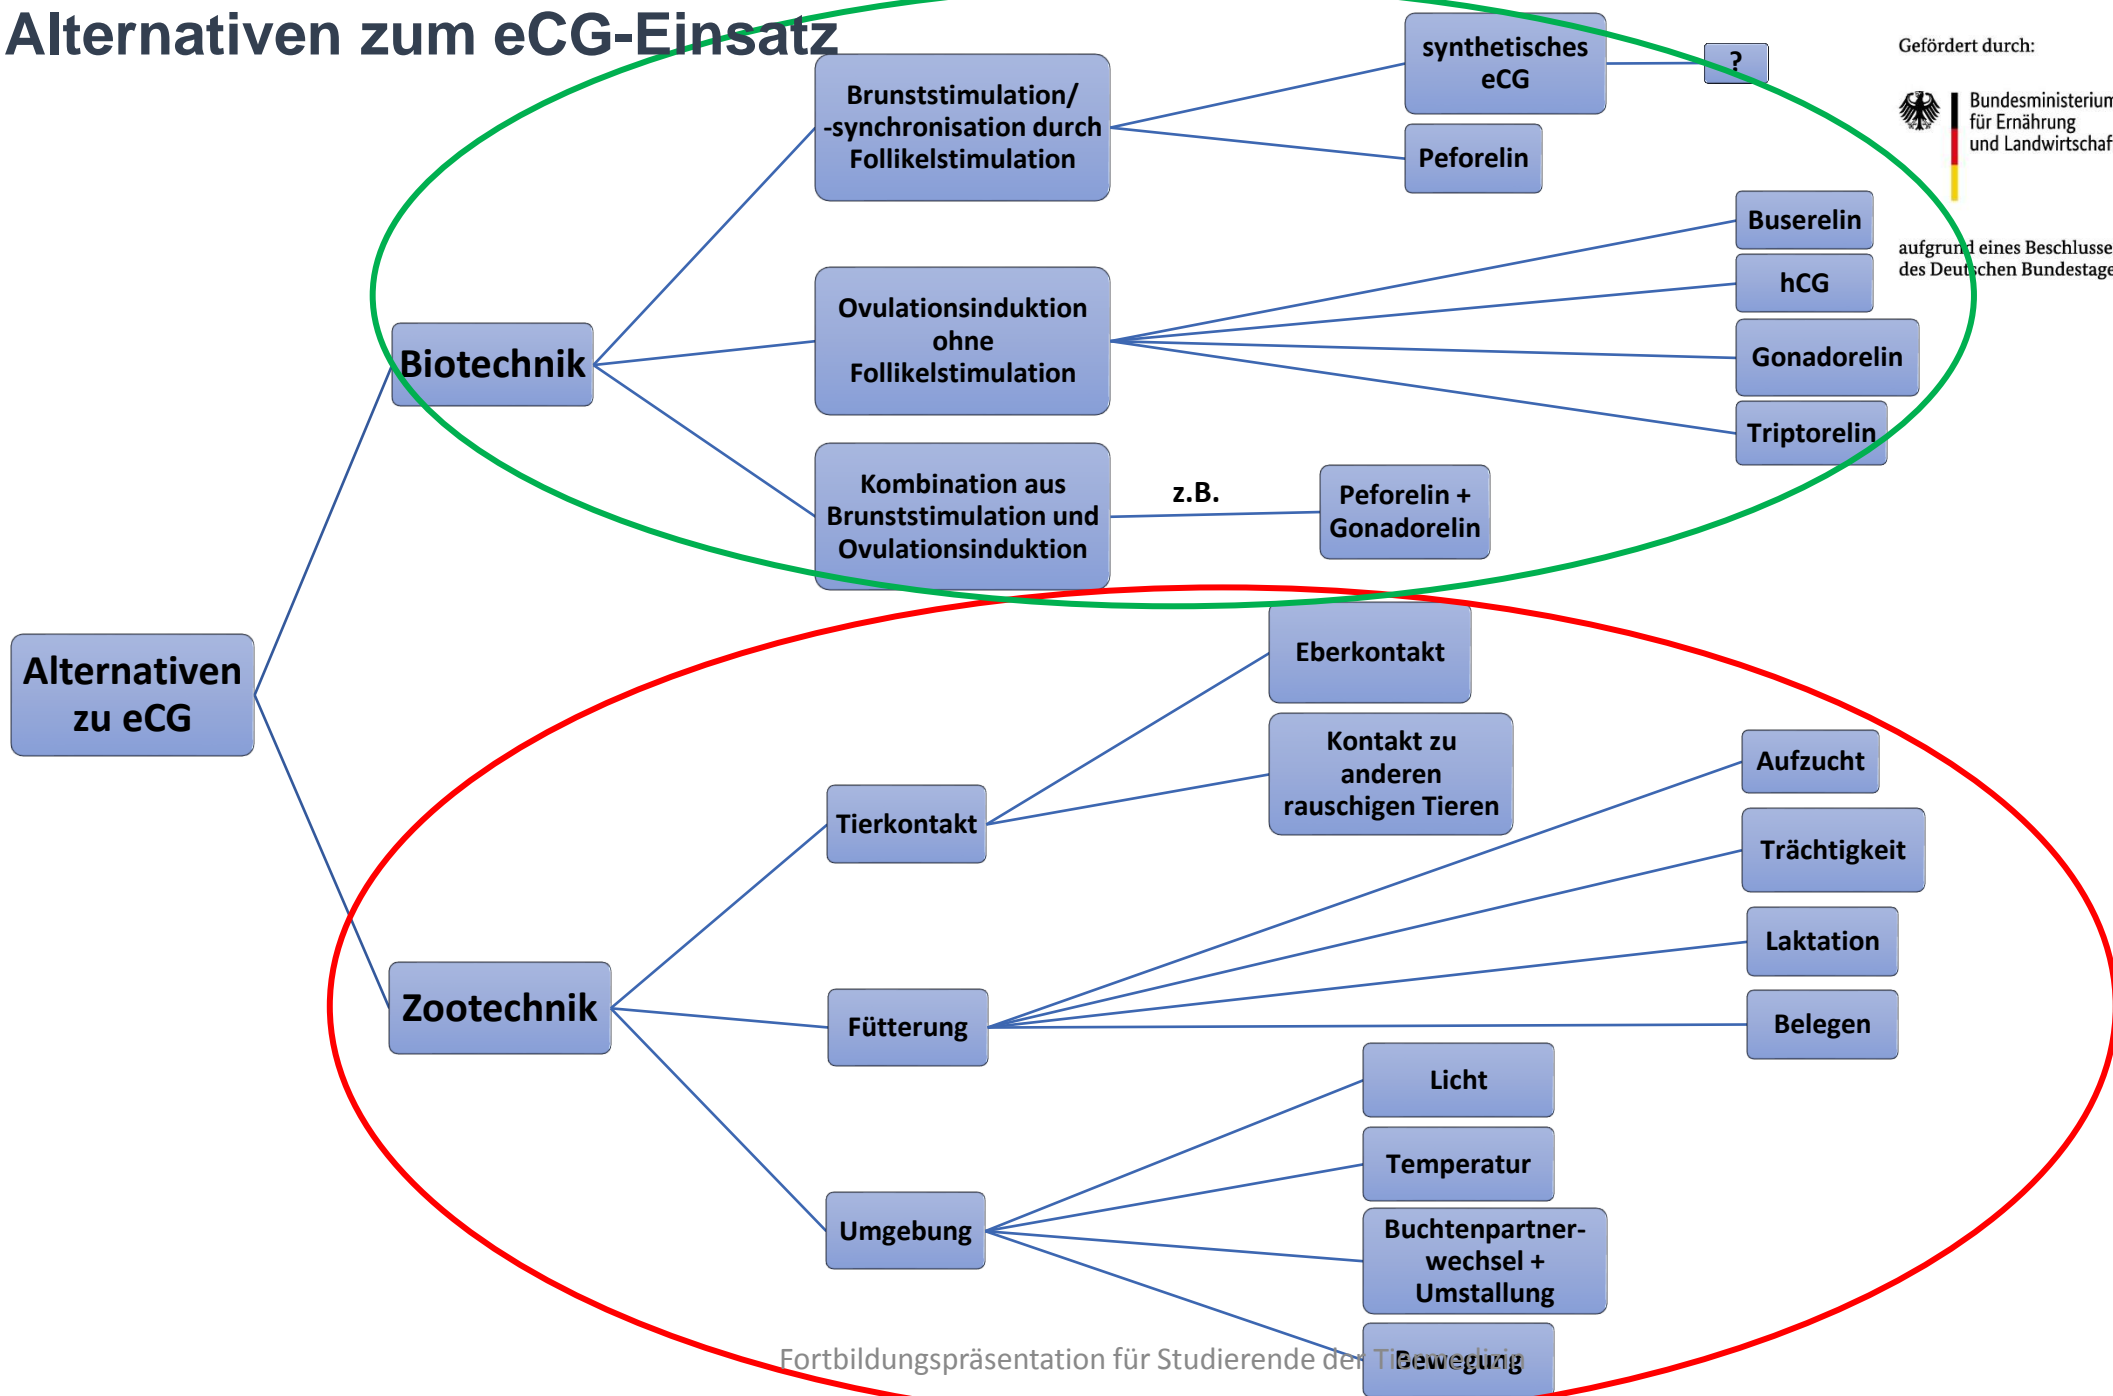 Alternativen zum eCG-Einsatz
Gefördert durch:
Bundesministerium
für Ernährung
und Landwirtschaf
aufgrund eines Beschlusse
des Deutschen Bundestage
Alternativen
zu eCG
Biotechnik
Brunststimulation/
-synchronisation durch
Follikelstimulation
synthetisches
eCG
?
Peforelin
Ovulationsinduktion
ohne
Follikelstimulation
Buserelin
hCG
Gonadorelin
Triptorelin
Kombination aus
Brunststimulation und
Ovulationsinduktion
z.B.
Peforelin +
Gonadorelin
Zootechnik
Tierkontakt
Eberkontakt
Kontakt zu
anderen
rauschigen Tieren
Fütterung
Aufzucht
Trächtigkeit
Laktation
Belegen
Umgebung
Licht
Temperatur
Buchtenpartner-
wechsel +
Umstallung
Bewegung
Fortbildungspräsentation für Studierende der Tiermedizin